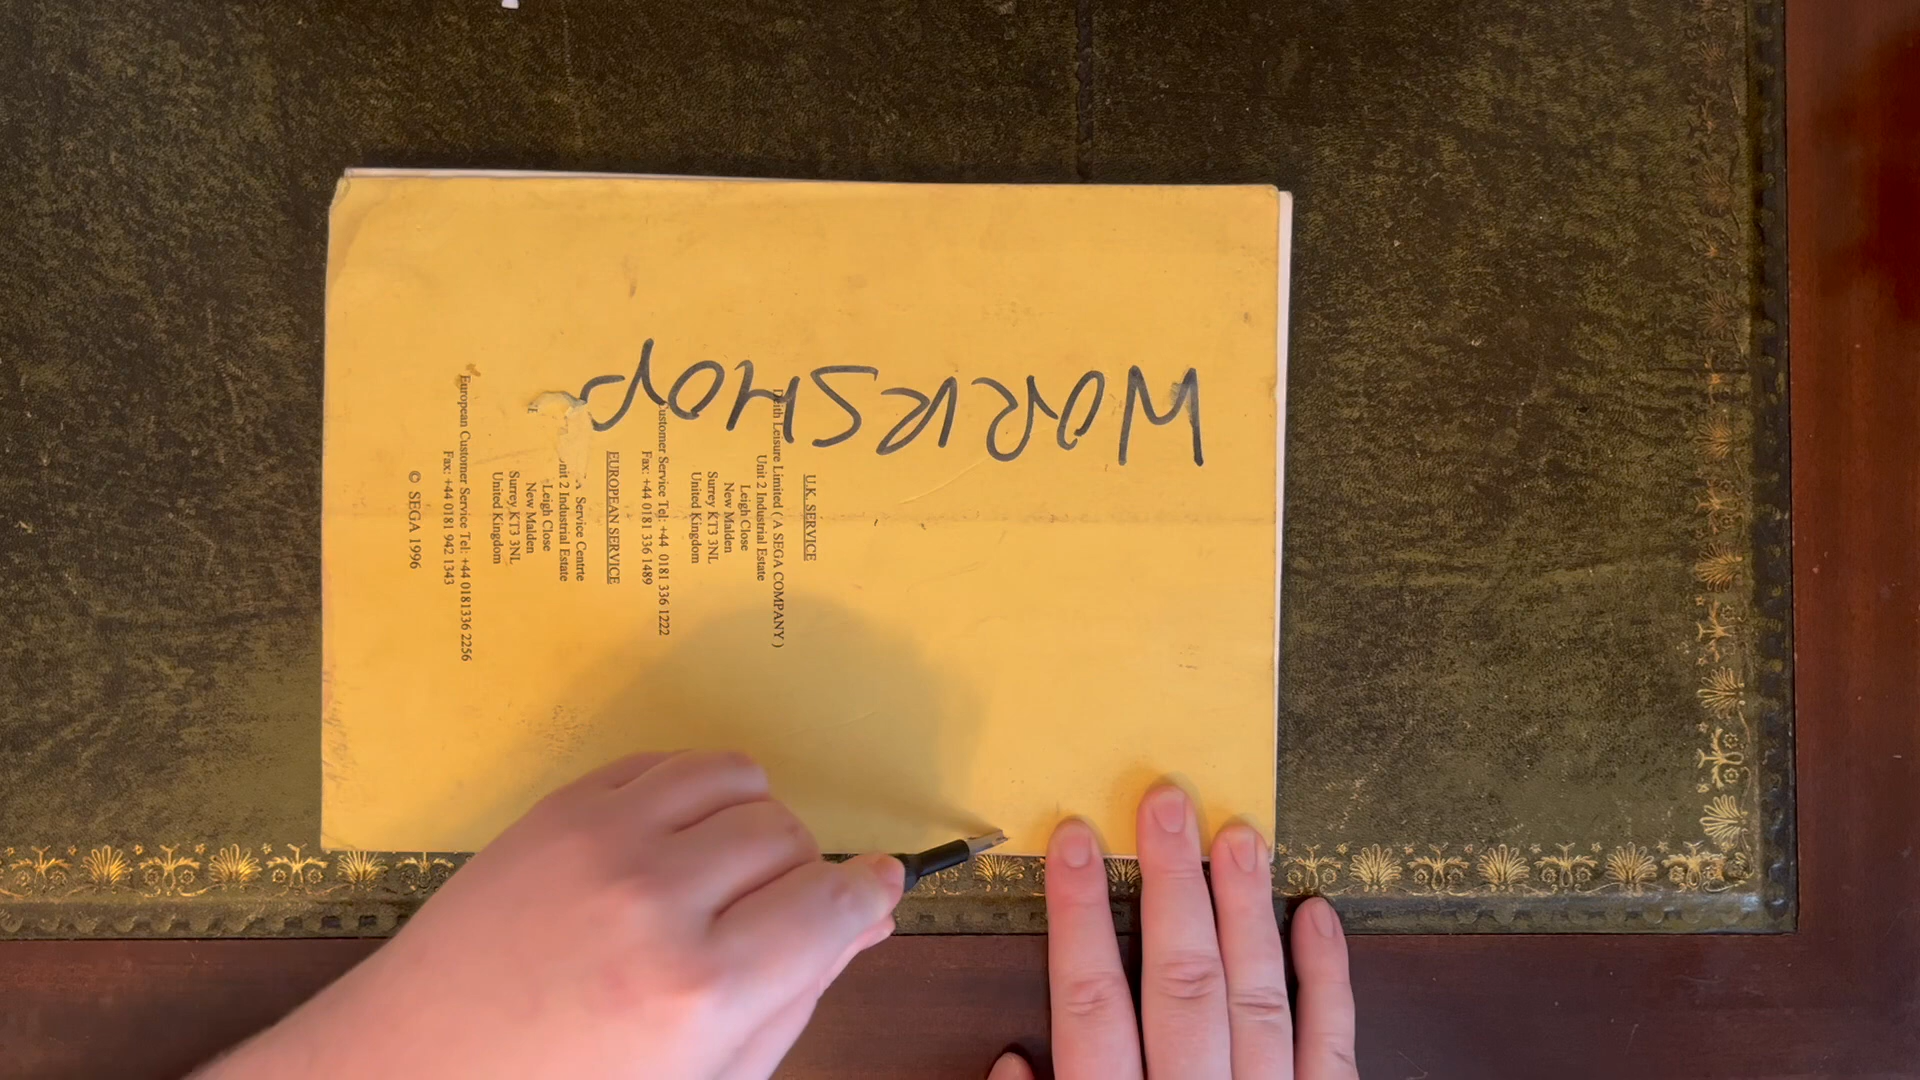 WORKSHOP
U.K. SERVICE
Leisure Limited ( A SEGA COMPANY )
Unit 2 Industrial Estate
Leigh Close
New Malden
Surrey KT3 3NL
United Kingdom
Customer Service Tel: +44 0181 336 1222
Fax: +44 0181 336 1489
EUROPEAN SERVICE
Service Centrte
Unit 2 Industrial Estate
Leigh Close
New Malden
Surrey KT3 3NL
United Kingdom
European Customer Service Tel: +44 0181336 2256
Fax: +44 0181 942 1343
© SEGA 1996